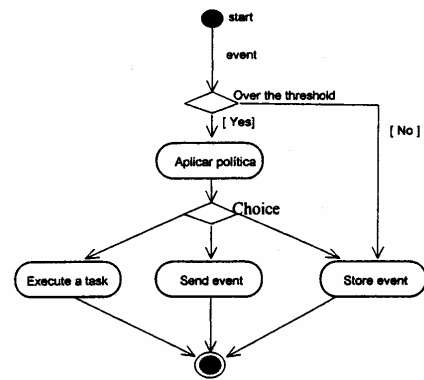 start
event
Over the threshold
[ Yes]
[ No ]
Aplicar política
Choice
Execute a task
Send event
Store event